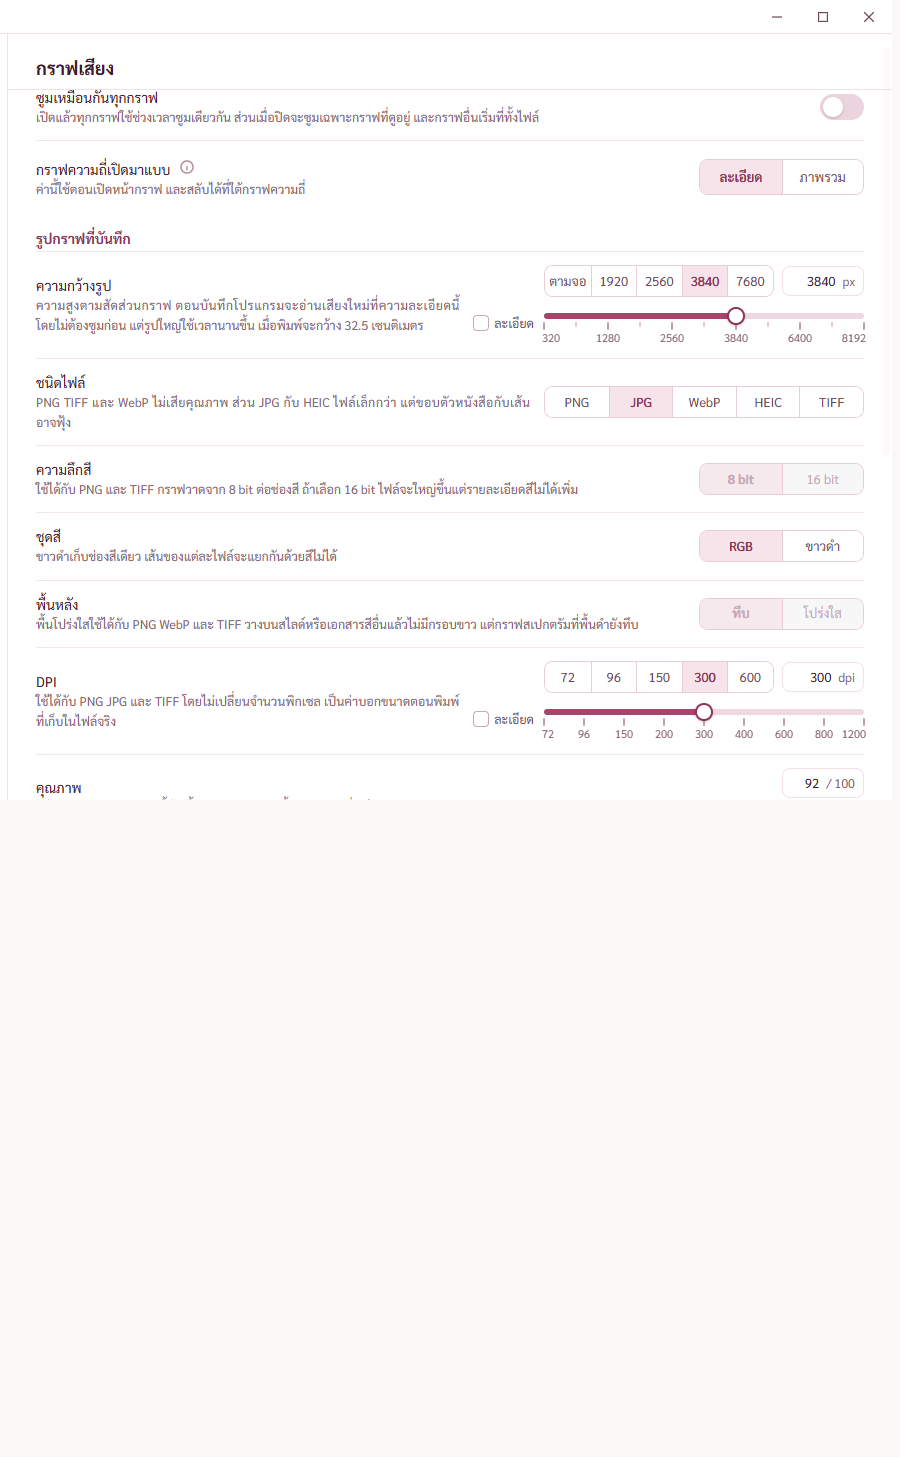 กราฟเสียง
ซูมเหมือนกันทุกกราฟ
เปิดแล้วทุกกราฟใช้ช่วงเวลาซูมเดียวกัน ส่วนเมื่อปิดจะซูมเฉพาะกราฟที่ดูอยู่ และกราฟอื่นเริ่มที่ทั้งไฟล์
กราฟความถี่เปิดมาแบบ
ค่านี้ใช้ตอนเปิดหน้ากราฟ และสลับได้ที่ใต้กราฟความถี่
ละเอียด ภาพรวม
รูปกราฟที่บันทึก
ความกว้างรูป
ความสูงตามสัดส่วนกราฟ ตอนบันทึกโปรแกรมจะอ่านเสียงใหม่ที่ความละเอียดนี้
โดยไม่ต้องซูมก่อน แต่รูปใหญ่ใช้เวลานานขึ้น เมื่อพิมพ์จะกว้าง 32.5 เซนติเมตร
ตามจอ 1920 2560 3840 7680 3840 px
ละเอียด
320 1280 2560 3840 6400 8192
ชนิดไฟล์
PNG TIFF และ WebP ไม่เสียคุณภาพ ส่วน JPG กับ HEIC ไฟล์เล็กกว่า แต่ขอบตัวหนังสือกับเส้น
อาจฟุ้ง
PNG JPG WebP HEIC TIFF
ความลึกสี
ใช้ได้กับ PNG และ TIFF กราฟวาดจาก 8 bit ต่อช่องสี ถ้าเลือก 16 bit ไฟล์จะใหญ่ขึ้นแต่รายละเอียดสีไม่ได้เพิ่ม
8 bit 16 bit
ชุดสี
ขาวดำเก็บช่องสีเดียว เส้นของแต่ละไฟล์จะแยกกันด้วยสีไม่ได้
RGB ขาวดำ
พื้นหลัง
พื้นโปร่งใสใช้ได้กับ PNG WebP และ TIFF วางบนสไลด์หรือเอกสารสีอื่นแล้วไม่มีกรอบขาว แต่กราฟสเปกตรัมที่พื้นดำยังทึบ
ทึบ โปร่งใส
DPI
ใช้ได้กับ PNG JPG และ TIFF โดยไม่เปลี่ยนจำนวนพิกเซล เป็นค่าบอกขนาดตอนพิมพ์
ที่เก็บในไฟล์จริง
72 96 150 300 600 300 dpi
ละเอียด
72 96 150 200 300 400 600 800 1200
คุณภาพ
92 / 100